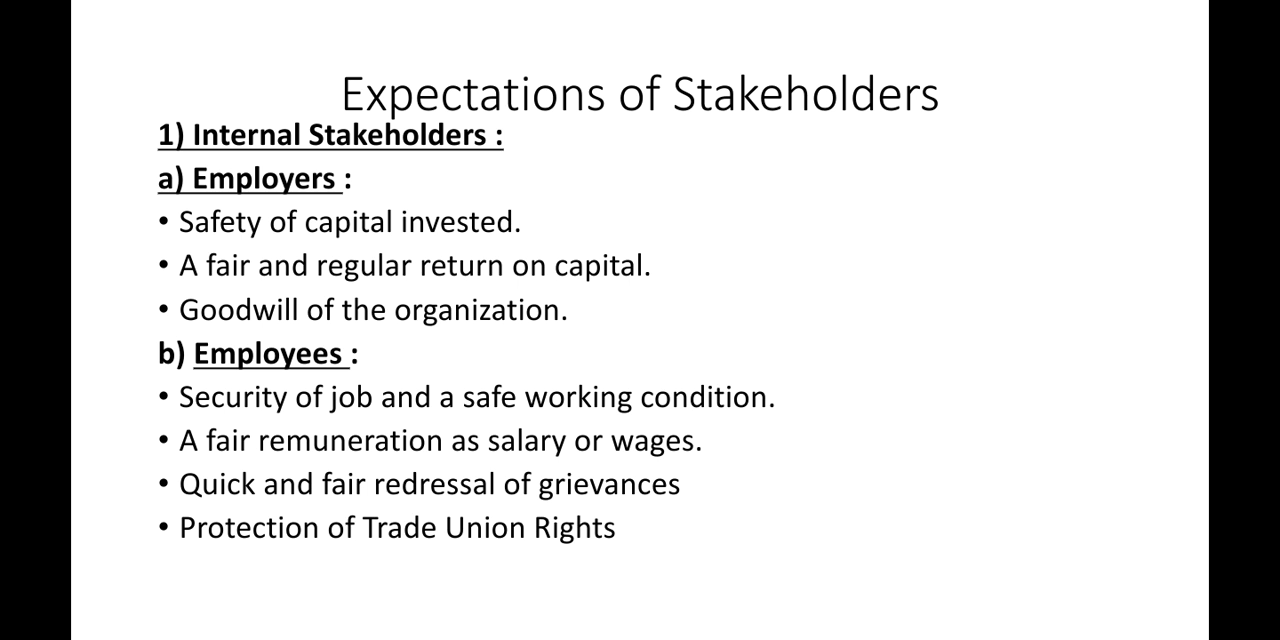 Expectations of Stakeholders
1) Internal Stakeholders :
a) Employers :
• Safety of capital invested.
• A fair and regular return on capital.
• Goodwill of the organization.
b) Employees :
• Security of job and a safe working condition.
• A fair remuneration as salary or wages.
• Quick and fair redressal of grievances
• Protection of Trade Union Rights